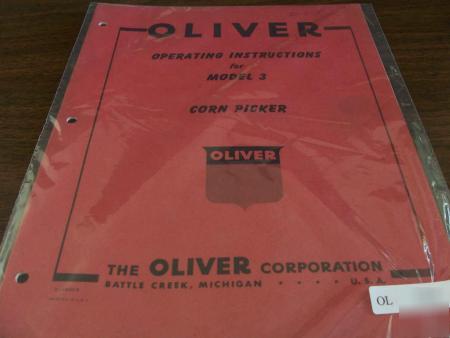 OLIVER
OPERATING INSTRUCTIONS
for
MODEL 3
CORN PICKER
OLIVER
THE OLIVER CORPORATION
BATTLE CREEK, MICHIGAN • • • • U. S. A.
OL